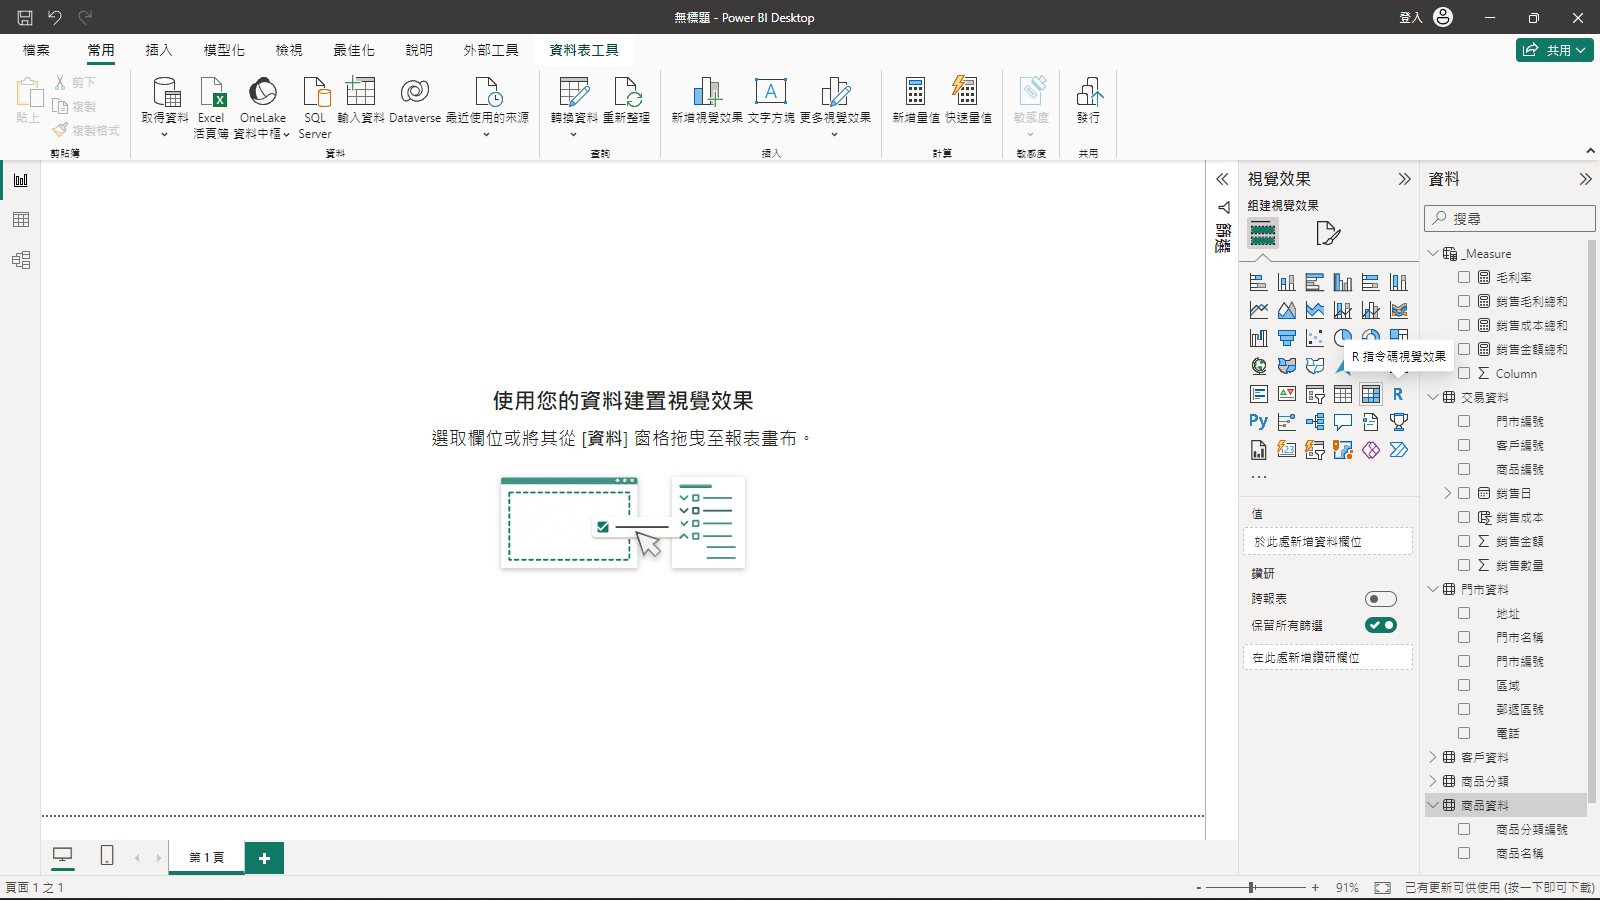 無標題 - Power BI Desktop
登入
檔案
常用
插入
模型化
檢視
最佳化
說明
外部工具
資料表工具
共用
貼上
剪下
複製
複製格式
剪貼簿
取得資料
Excel
活頁簿
OneLake
資料中樞
SQL
Server
輸入資料
Dataverse
最近使用的來源
資料
轉換資料
重新整理
查詢
新增視覺效果
A
文字方塊
更多視覺效果
插入
新增量值
快速量值
計算
敏感度
敏感度
發行
共用
使用您的資料建置視覺效果
選取欄位或將其從 [資料] 窗格拖曳至報表畫布。
篩選
視覺效果
組建視覺效果
R 指令碼視覺效果
R
Py
123
...
值
於此處新增資料欄位
鑽研
跨報表
保留所有篩選
在此處新增鑽研欄位
資料
搜尋
_Measure
毛利率
銷售毛利總和
銷售成本總和
銷售金額總和
Column
交易資料
門市編號
客戶編號
商品編號
銷售日
銷售成本
銷售金額
銷售數量
門市資料
地址
門市名稱
門市編號
區域
郵遞區號
電話
客戶資料
商品分類
商品資料
商品分類編號
商品名稱
第 1 頁
頁面 1 之 1
- + 91%
已有更新可供使用 (按一下即可下載)